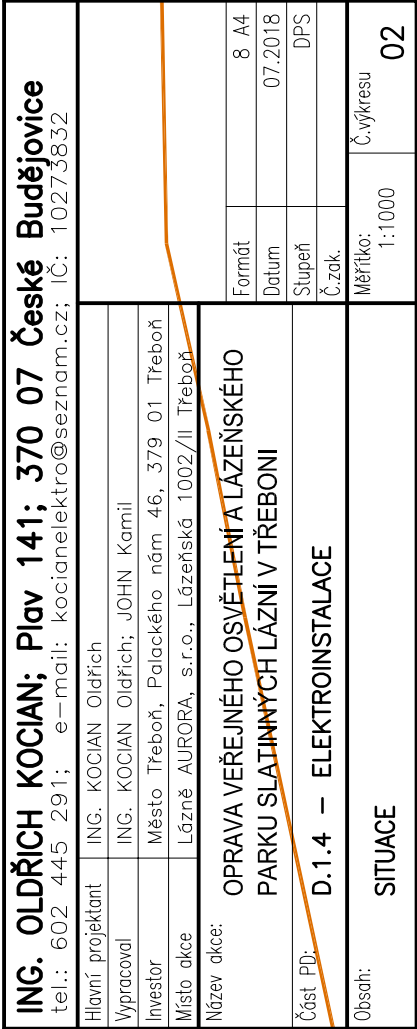 ING. OLDŘICH KOCIAN; Plav 141; 370 07 České Budějovice
tel.: 602 445 291; e-mail: kocianelektro@seznam.cz; IČ: 10273832
Hlavní projektant ING. KOCIAN Oldřich
Vypracoval ING. KOCIAN Oldřich; JOHN Kamil
Investor Město Třeboň, Palackého nám 46, 379 01 Třeboň
Místo akce Lázně AURORA, s.r.o., Lázeňská 1002/II Třeboň
Název akce:
OPRAVA VEŘEJNÉHO OSVĚTLENÍ A LÁZEŇSKÉHO
PARKU SLATINNÝCH LÁZNÍ V TŘEBONI
Část PD:
D.1.4 - ELEKTROINSTALACE
Formát 8 A4
Datum 07.2018
Stupeň DPS
Č.zak.
Obsah:
SITUACE
Měřítko:
1:1000
Č.výkresu
02